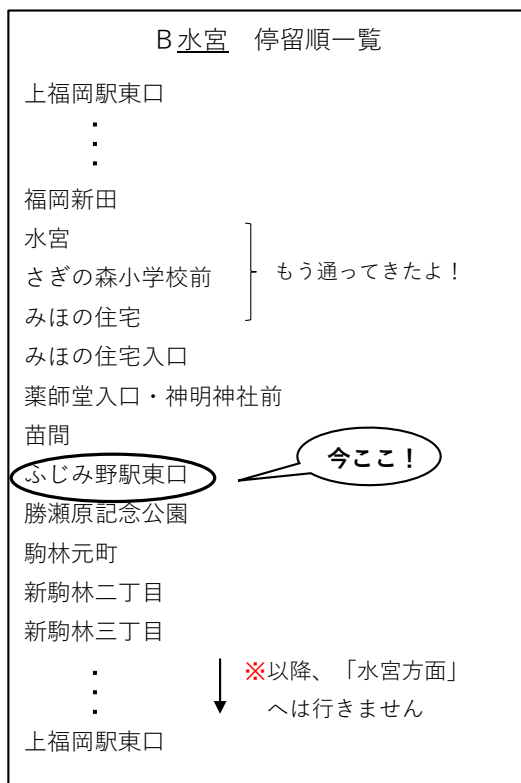 B水宮　停留順一覧
上福岡駅東口
・
・
・
福岡新田
水宮
さぎの森小学校前
もう通ってきたよ！
みほの住宅
みほの住宅入口
薬師堂入口・神明神社前
苗間
今ここ！
ふじみ野駅東口
勝瀬原記念公園
駒林元町
新駒林二丁目
新駒林三丁目
・
・
・
※以降、「水宮方面」
へは行きません
上福岡駅東口